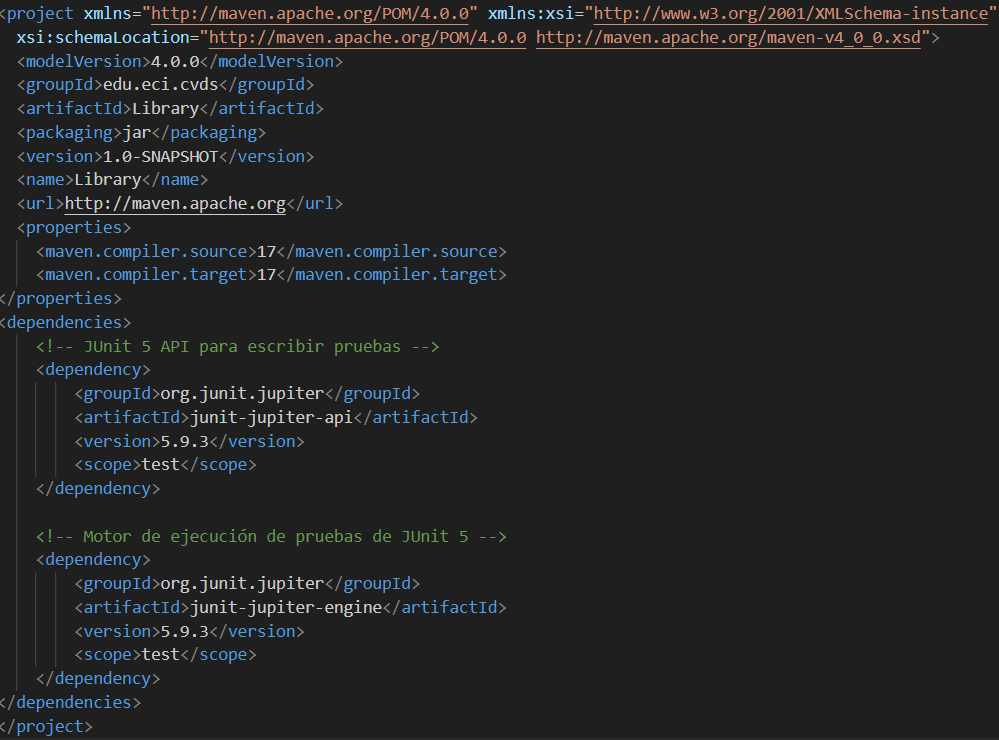 <project xmlns="http://maven.apache.org/POM/4.0.0" xmlns:xsi="http://www.w3.org/2001/XMLSchema-instance"
xsi:schemaLocation="http://maven.apache.org/POM/4.0.0 http://maven.apache.org/maven-v4_0_0.xsd">
<modelVersion>4.0.0</modelVersion>
<groupId>edu.eci.cvds</groupId>
<artifactId>Library</artifactId>
<packaging>jar</packaging>
<version>1.0-SNAPSHOT</version>
<name>Library</name>
<url>http://maven.apache.org</url>
<properties>
<maven.compiler.source>17</maven.compiler.source>
<maven.compiler.target>17</maven.compiler.target>
</properties>
<dependencies>
<!-- JUnit 5 API para escribir pruebas -->
<dependency>
<groupId>org.junit.jupiter</groupId>
<artifactId>junit-jupiter-api</artifactId>
<version>5.9.3</version>
<scope>test</scope>
</dependency>
<!-- Motor de ejecución de pruebas de JUnit 5 -->
<dependency>
<groupId>org.junit.jupiter</groupId>
<artifactId>junit-jupiter-engine</artifactId>
<version>5.9.3</version>
<scope>test</scope>
</dependency>
</dependencies>
</project>